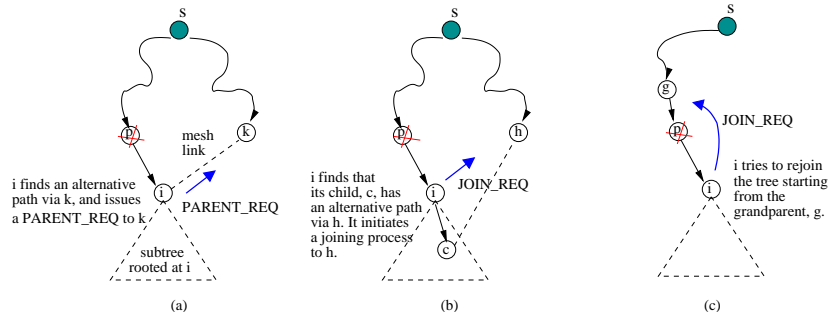 s
p
k
mesh
link
i
i finds an alternative
path via k, and issues
a PARENT_REQ to k
PARENT_REQ
subtree
rooted at i
(a)
s
p
h
i finds that
its child, c, has
an alternative path
via h. It initiates
a joining process
to h.
i
JOIN_REQ
c
(b)
s
g
p
JOIN_REQ
i
i tries to rejoin
the tree starting
from the
grandparent, g.
(c)